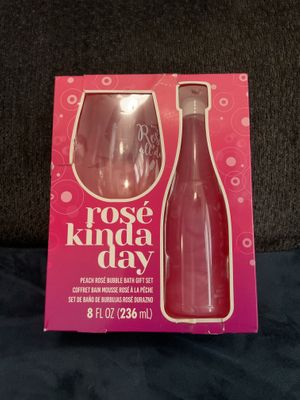 Rosé
rosé
kinda
day
PEACH ROSÉ BUBBLE BATH GIFT SET
COFFRET BAIN MOUSSE ROSÉ À LA PÊCHE
SET DE BAÑO DE BURBUJAS ROSÉ DURAZNO
8 FL OZ (236 mL)